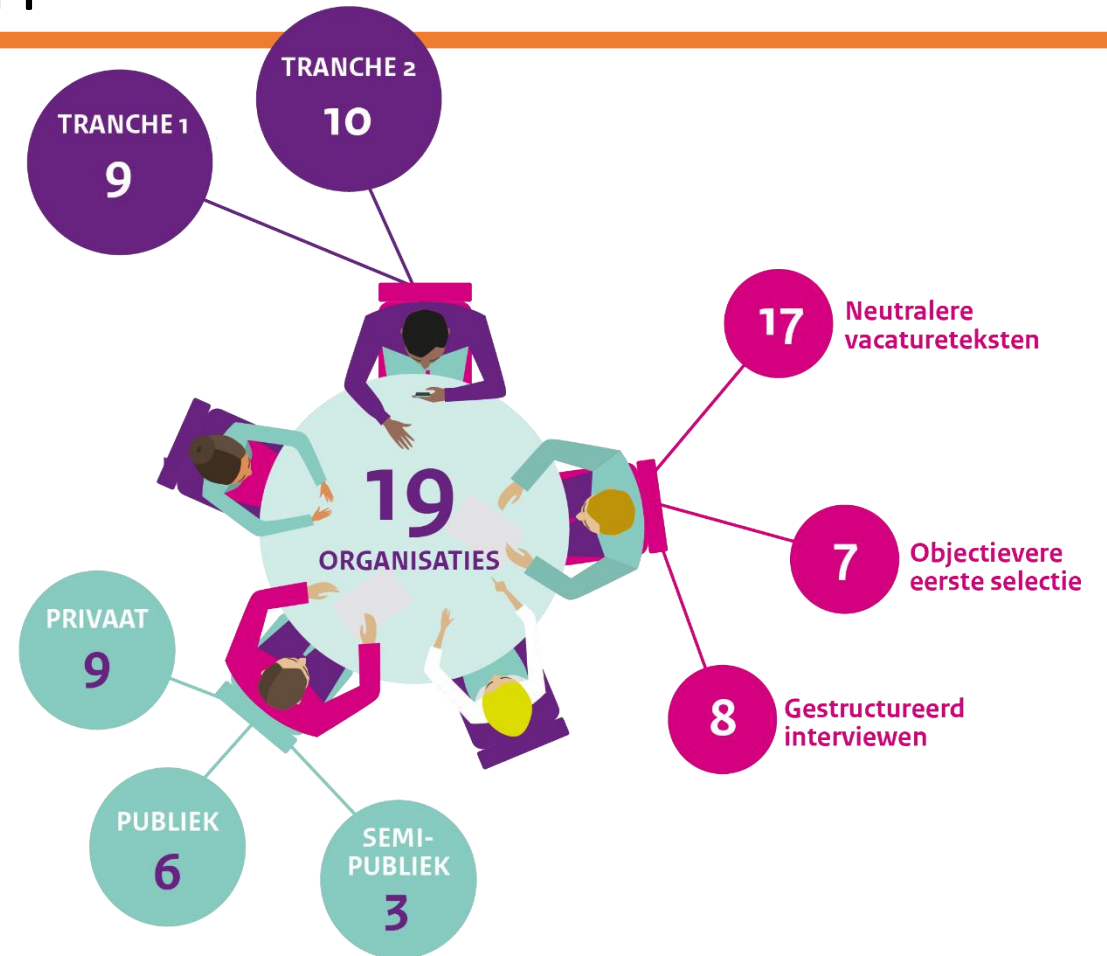 TRANCHE 1
9
TRANCHE 2
10
19
ORGANISATIES
17
Neutralere
vacatureteksten
7
Objectievere
eerste selectie
8
Gestructureerd
interviewen
PRIVAAT
9
PUBLIEK
6
SEMI-
PUBLIEK
3